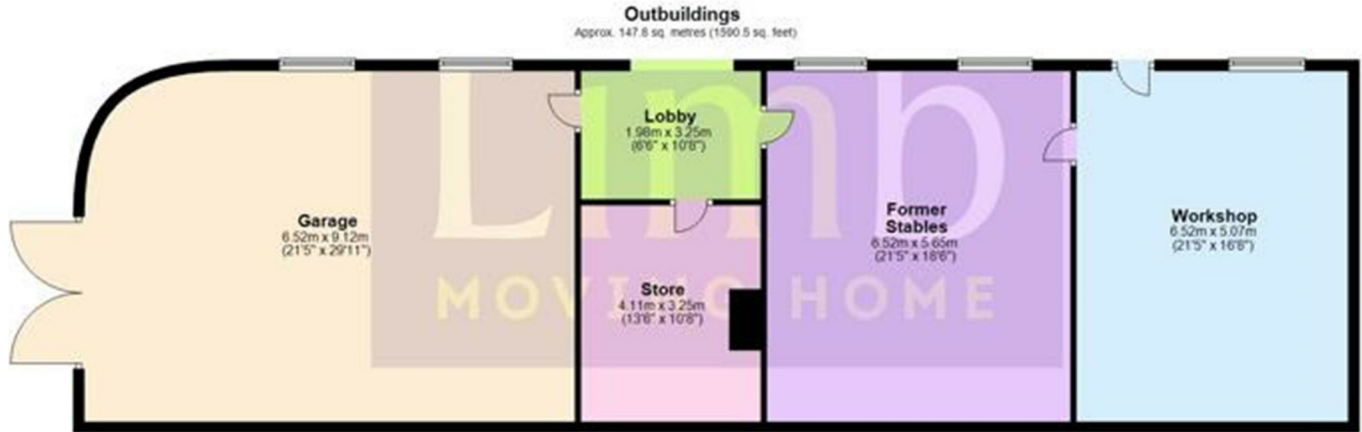 Outbuildings
Approx. 147.8 sq. metres (1590.5 sq. feet)
Limb
MOVING HOME
Garage
6.52m x 9.12m
(21'5" x 29'11")
Lobby
1.98m x 3.25m
(6'6" x 10'8")
Store
4.11m x 3.25m
(13'6" x 10'8")
Former
Stables
6.52m x 5.65m
(21'5" x 18'6")
Workshop
6.52m x 5.07m
(21'5" x 16'8")